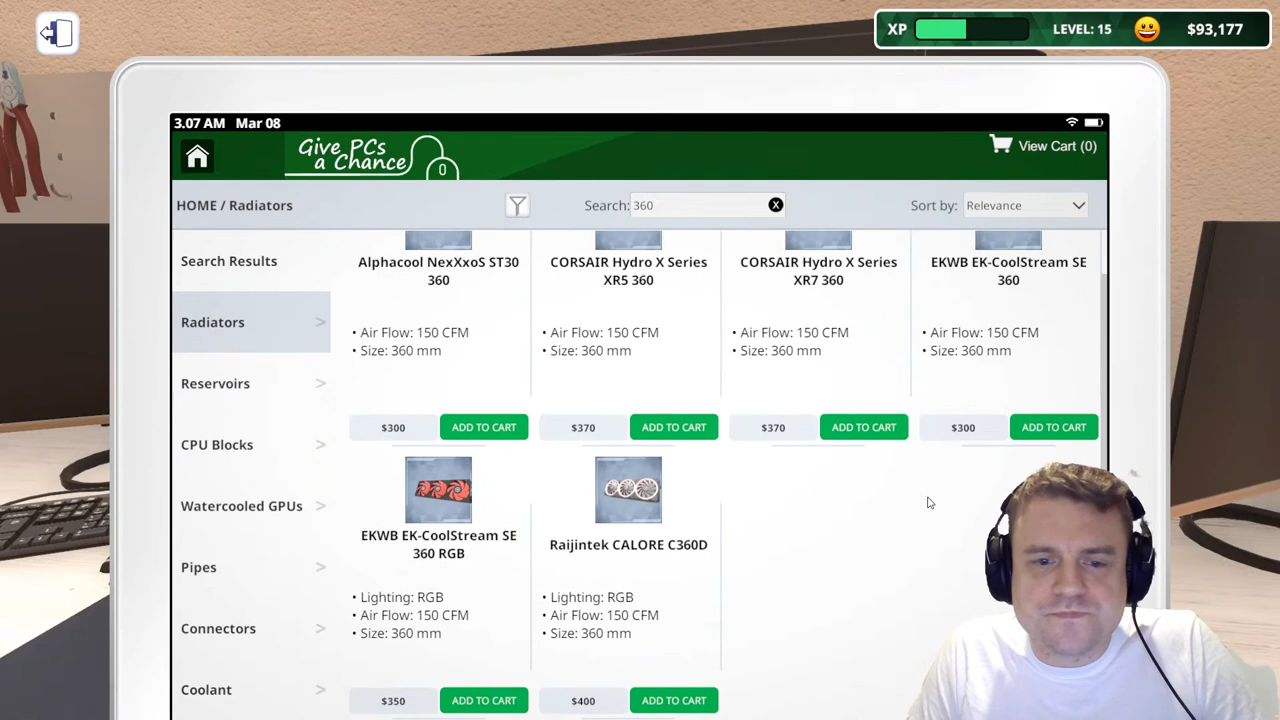 XP
LEVEL: 15
$93,177
3.07 AM Mar 08
Give PCs
a Chance
0
View Cart (0)
HOME / Radiators
Search: 360
X
Sort by: Relevance
Search Results
Radiators >
Reservoirs >
CPU Blocks >
Watercooled GPUs >
Pipes >
Connectors >
Coolant >
Alphacool NexXxoS ST30
360
• Air Flow: 150 CFM
• Size: 360 mm
$300 ADD TO CART
CORSAIR Hydro X Series
XR5 360
• Air Flow: 150 CFM
• Size: 360 mm
$370 ADD TO CART
CORSAIR Hydro X Series
XR7 360
• Air Flow: 150 CFM
• Size: 360 mm
$370 ADD TO CART
EKWB EK-CoolStream SE
360
• Air Flow: 150 CFM
• Size: 360 mm
$300 ADD TO CART
EKWB EK-CoolStream SE
360 RGB
• Lighting: RGB
• Air Flow: 150 CFM
• Size: 360 mm
$350 ADD TO CART
Raijintek CALORE C360D
• Lighting: RGB
• Air Flow: 150 CFM
• Size: 360 mm
$400 ADD TO CART